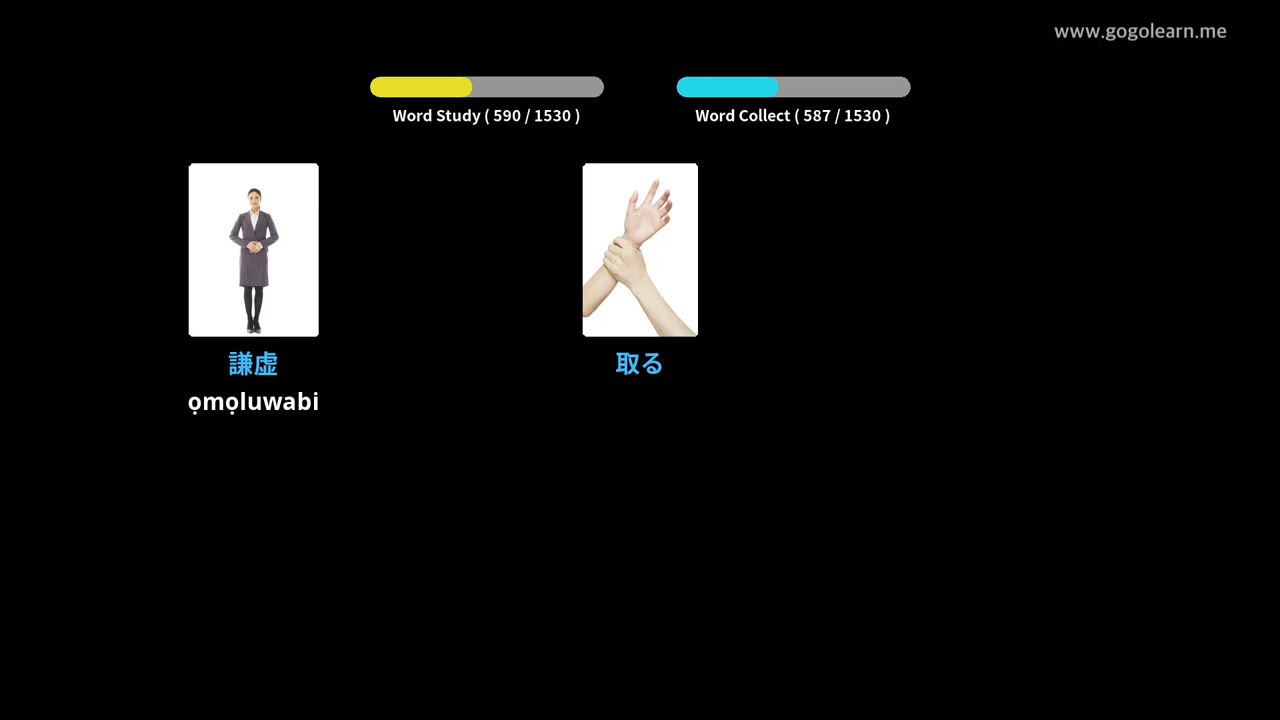 www.gogolearn.me
Word Study ( 590 / 1530 )
Word Collect ( 587 / 1530 )
謙虚
取る
ọmọluwabi